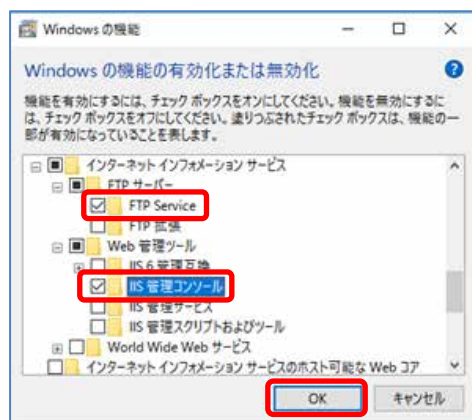 Windows の機能
Windows の機能の有効化または無効化
機能を有効にするには、チェック ボックスをオンにしてください。機能を無効にするに
は、チェック ボックスをオフにしてください。塗りつぶされたチェック ボックスは、機能の一
部が有効になっていることを表します。
インターネット インフォメーション サービス
FTP サーバー
FTP Service
FTP 拡張
Web 管理ツール
IIS 6 管理互換
IIS 管理コンソール
IIS 管理サービス
IIS 管理スクリプトおよびツール
World Wide Web サービス
インターネット インフォメーション サービスのホスト可能な Web コア
OK
キャンセル